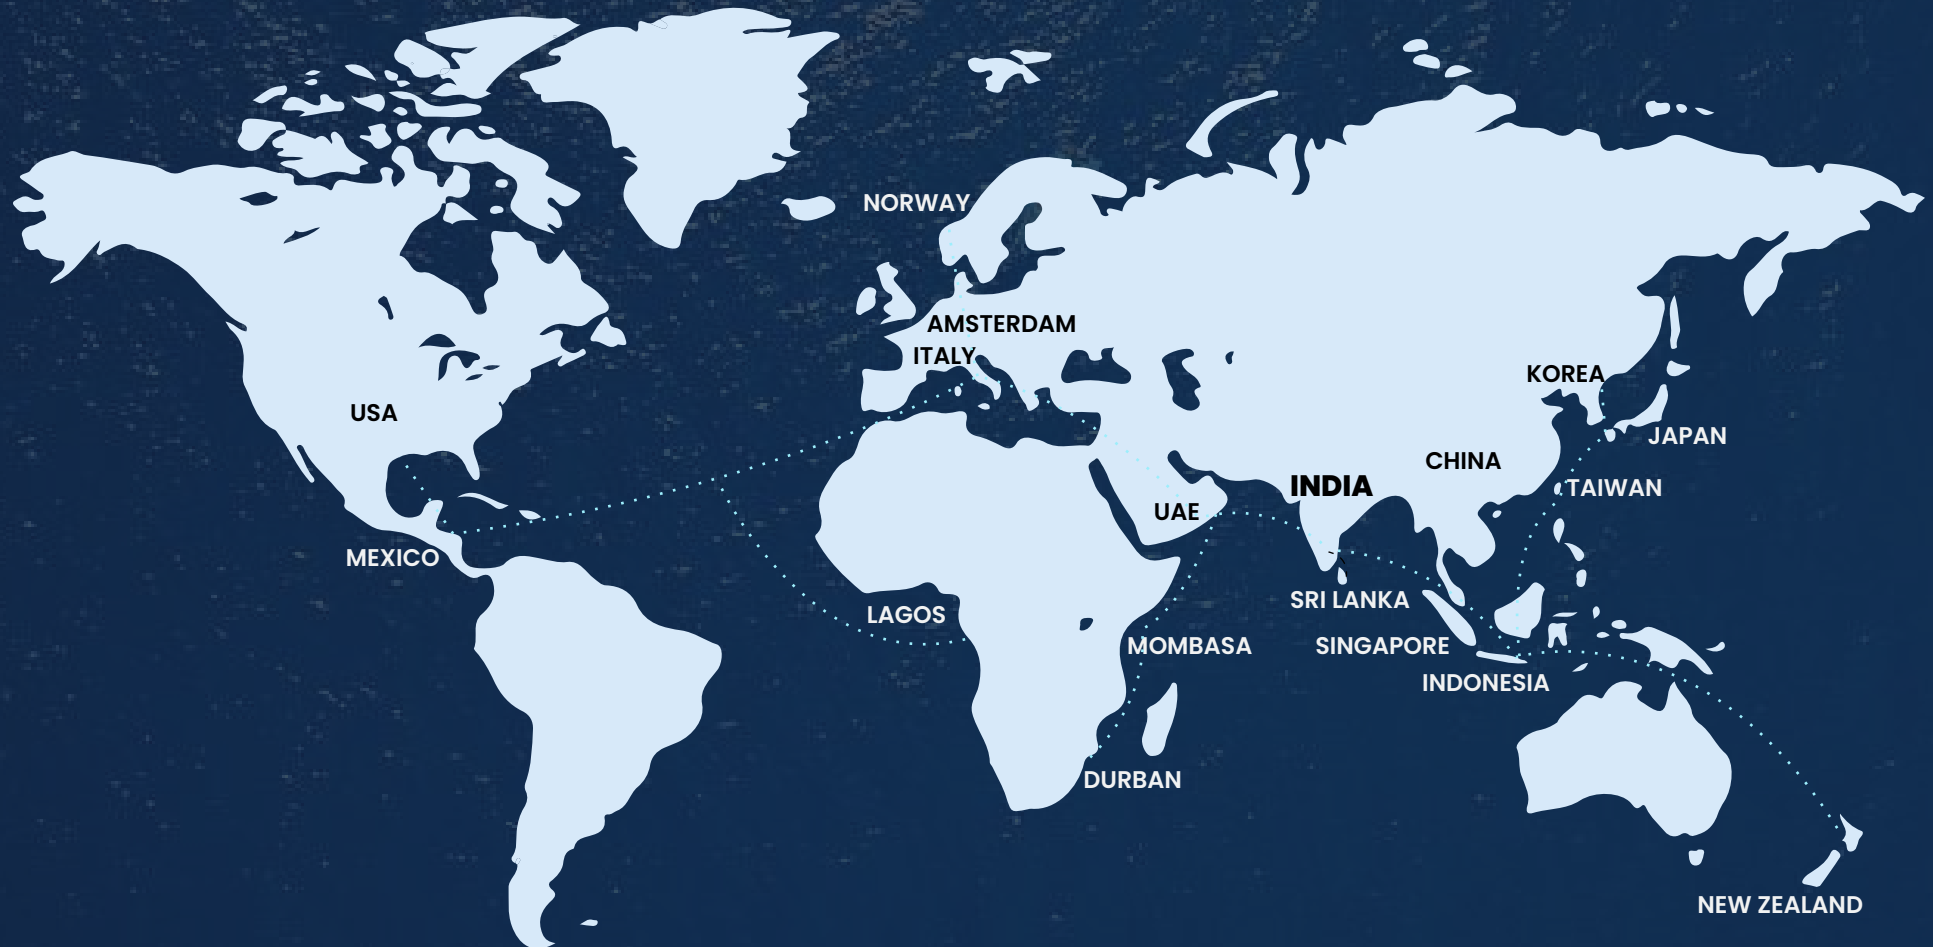 NORWAY
AMSTERDAM
ITALY
KOREA
USA
JAPAN
CHINA
INDIA
TAIWAN
UAE
MEXICO
SRI LANKA
LAGOS
MOMBASA
SINGAPORE
INDONESIA
DURBAN
NEW ZEALAND